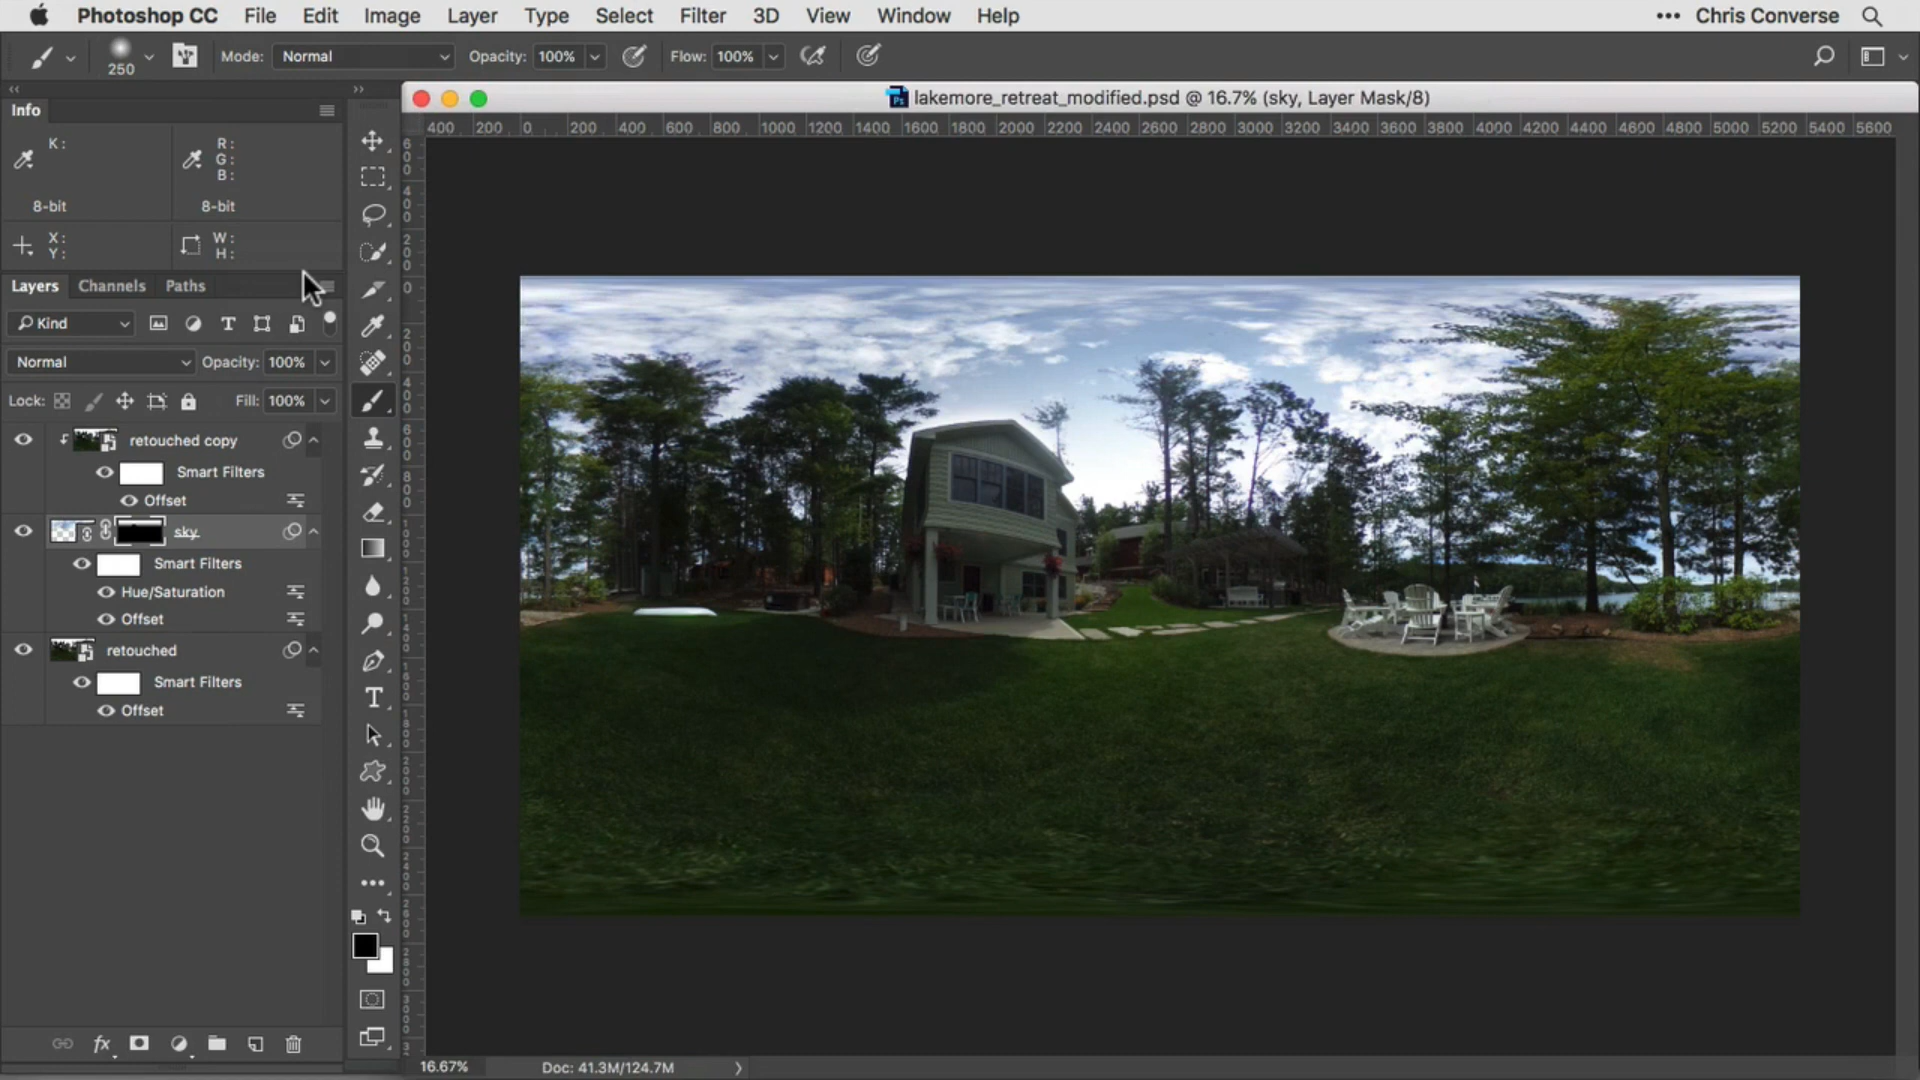 Photoshop CC File Edit Image Layer Type Select Filter 3D View Window Help Chris Converse
250 Mode: Normal Opacity: 100% Flow: 100%
lakemore_retreat_modified.psd @ 16.7% (sky, Layer Mask/8)
Info
400 200 0 200 400 600 800 1000 1200 1400 1600 1800 2000 2200 2400 2600 2800 3000 3200 3400 3600 3800 4000 4200 4400 4600 4800 5000 5200 5400 5600
K: R:
G:
B:
8-bit 8-bit
X: W:
Y: H:
Layers Channels Paths
Kind
Normal Opacity: 100%
Lock: Fill: 100%
retouched copy
Smart Filters
Offset
sky
Smart Filters
Hue/Saturation
Offset
retouched
Smart Filters
Offset
fx
16.67% Doc: 41.3M/124.7M